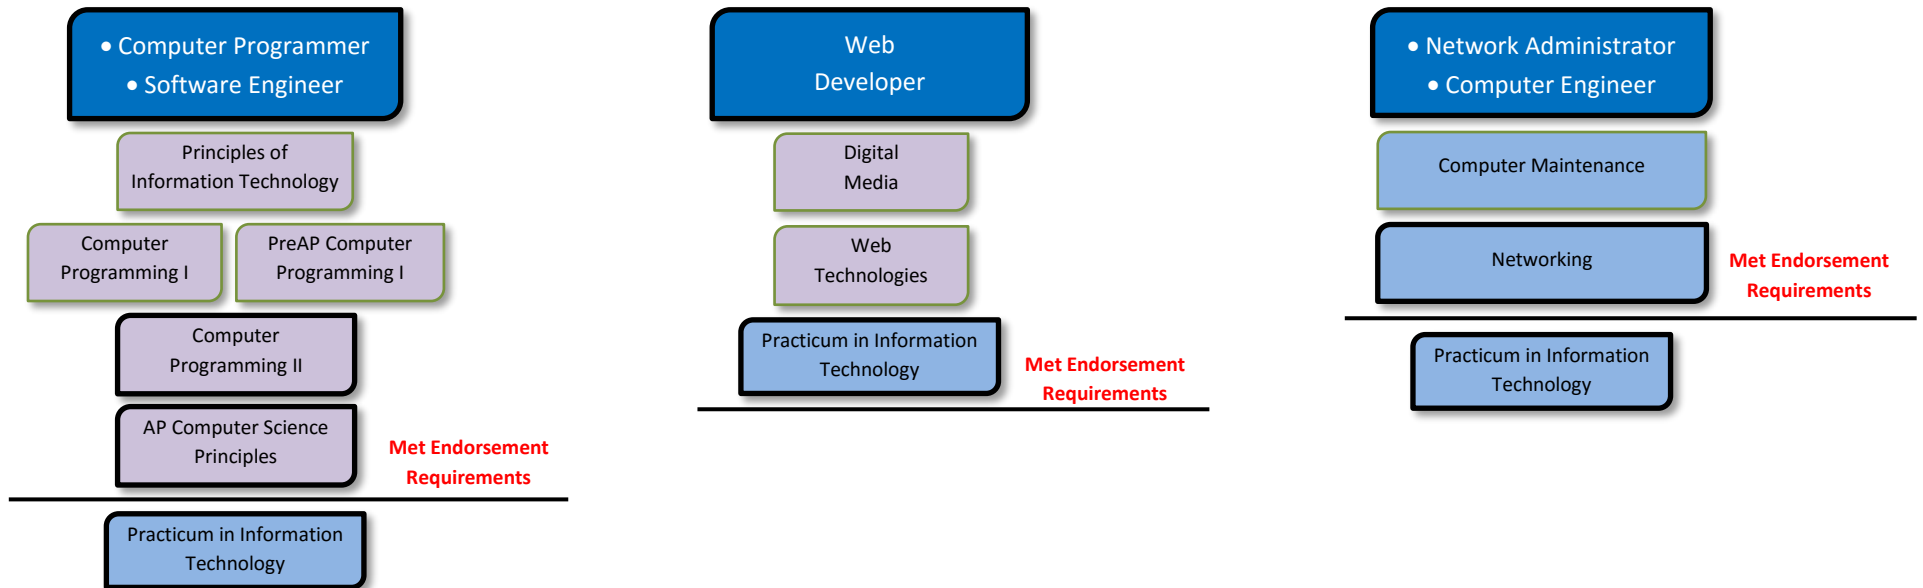 • Computer Programmer
• Software Engineer
Principles of
Information Technology
Computer
Programming I
PreAP Computer
Programming I
Computer
Programming II
AP Computer Science
Principles
Met Endorsement
Requirements
Practicum in Information
Technology
Web
Developer
Digital
Media
Web
Technologies
Practicum in Information
Technology
Met Endorsement
Requirements
• Network Administrator
• Computer Engineer
Computer Maintenance
Networking
Met Endorsement
Requirements
Practicum in Information
Technology